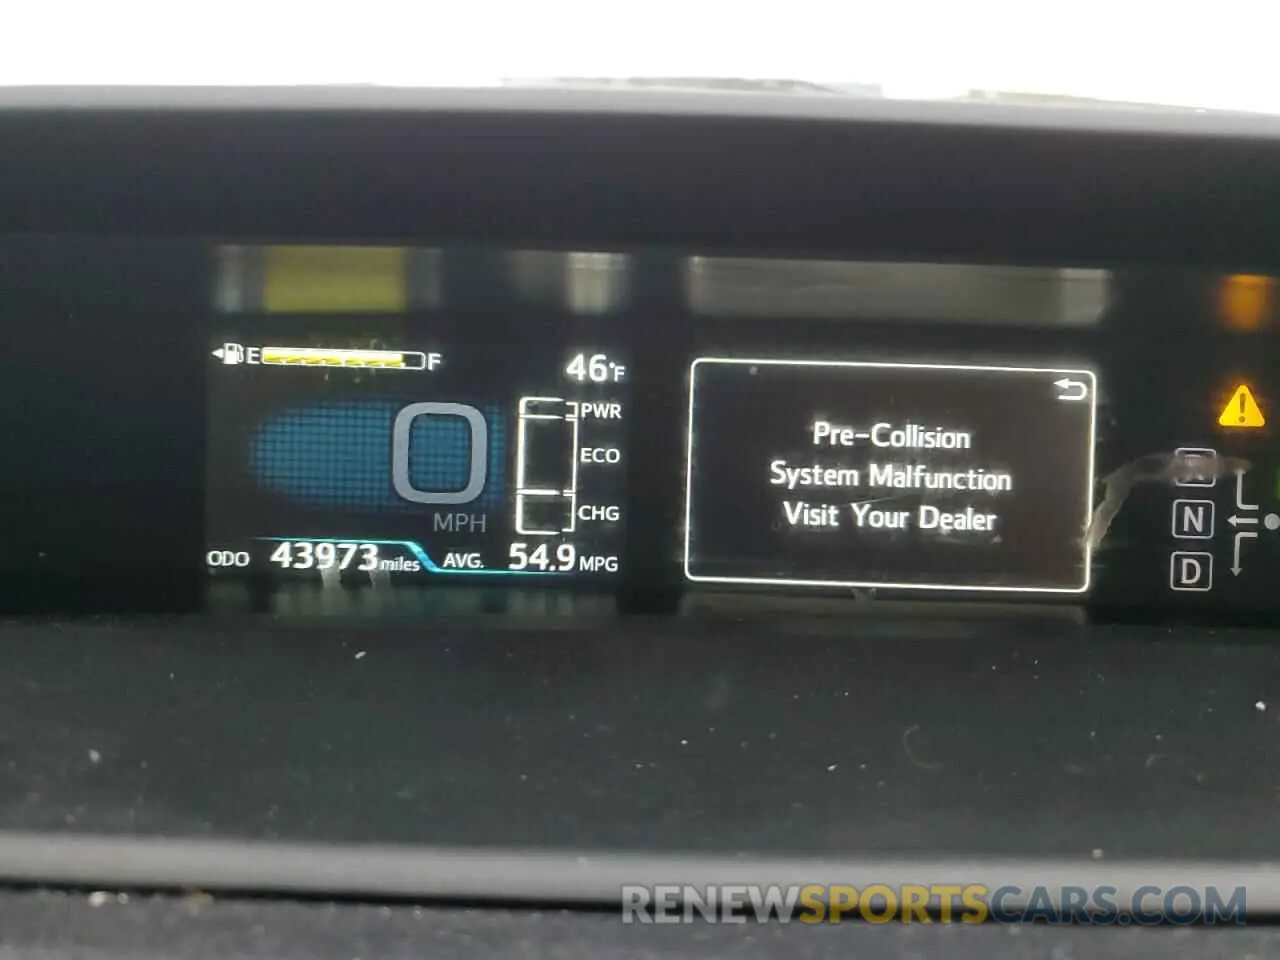 E F
46°F
PWR
ECO
CHG
0
MPH
ODO 43973 miles AVG. 54.9 MPG
Pre-Collision
System Malfunction
Visit Your Dealer
R
N
D
RENEWSPORTSCARS.COM